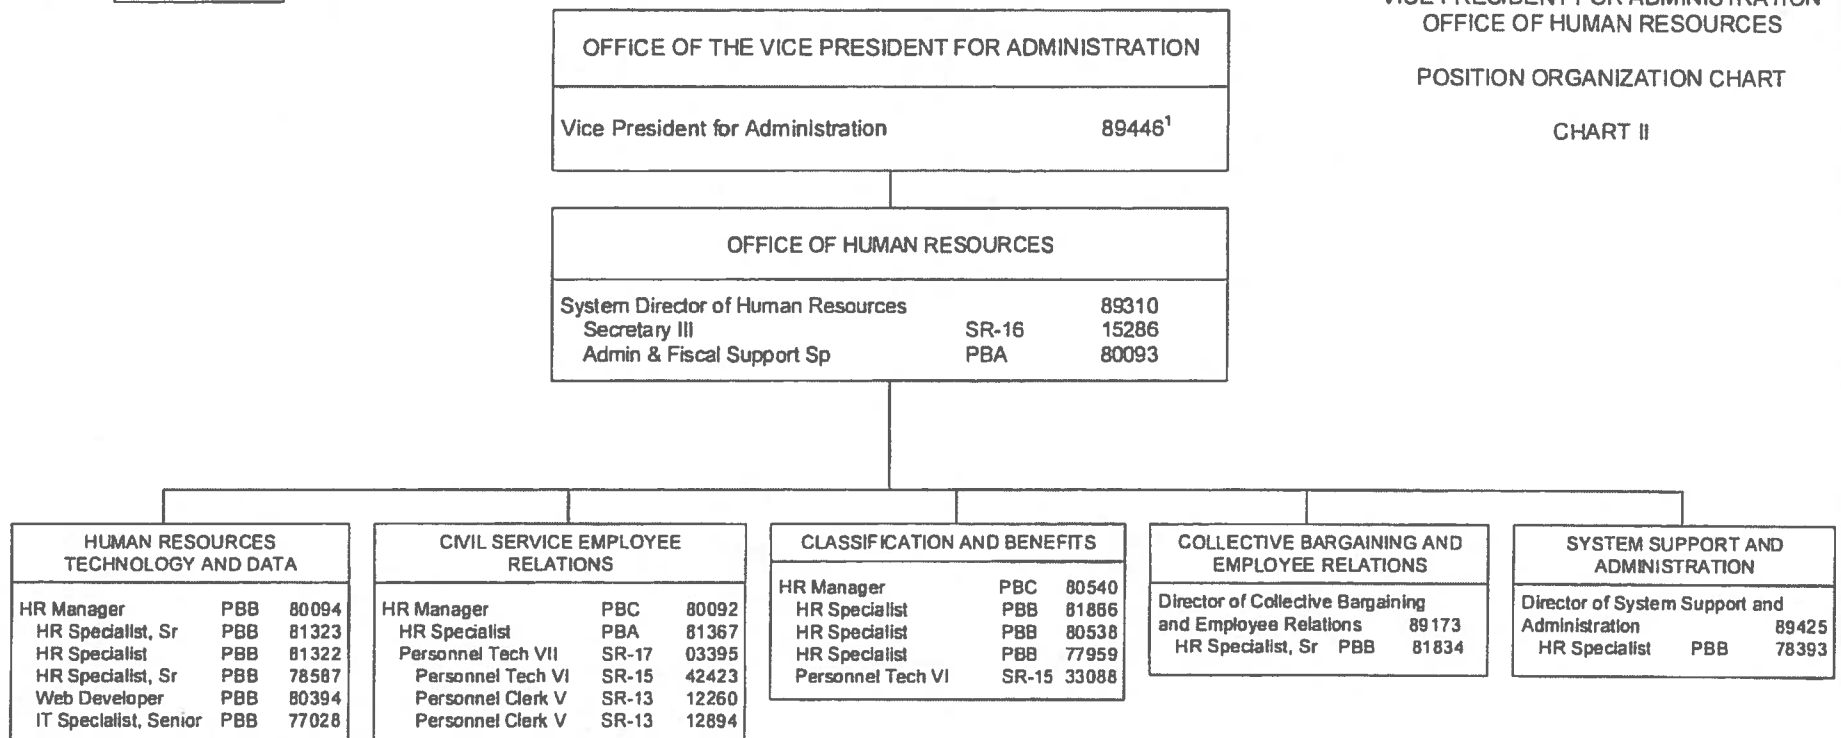 VICE PRESIDENT FOR ADMINISTRATION
OFFICE OF HUMAN RESOURCES
POSITION ORGANIZATION CHART
CHART II
OFFICE OF THE VICE PRESIDENT FOR ADMINISTRATION
Vice President for Administration 89446¹
OFFICE OF HUMAN RESOURCES
System Director of Human Resources 89310
Secretary III SR-16 15286
Admin & Fiscal Support Sp PBA 80093
HUMAN RESOURCES
TECHNOLOGY AND DATA
HR Manager PBB 80094
HR Specialist, Sr PBB 81323
HR Specialist PBB 81322
HR Specialist, Sr PBB 78587
Web Developer PBB 80394
IT Specialist, Senior PBB 77028
CIVIL SERVICE EMPLOYEE
RELATIONS
HR Manager PBC 80092
HR Specialist PBA 81367
Personnel Tech VII SR-17 03395
Personnel Tech VI SR-15 42423
Personnel Clerk V SR-13 12260
Personnel Clerk V SR-13 12894
CLASSIFICATION AND BENEFITS
HR Manager PBC 80540
HR Specialist PBB 81886
HR Specialist PBB 80538
HR Specialist PBB 77959
Personnel Tech VI SR-15 33088
COLLECTIVE BARGAINING AND
EMPLOYEE RELATIONS
Director of Collective Bargaining
and Employee Relations 89173
HR Specialist, Sr PBB 81834
SYSTEM SUPPORT AND
ADMINISTRATION
Director of System Support and
Administration 89425
HR Specialist PBB 78393